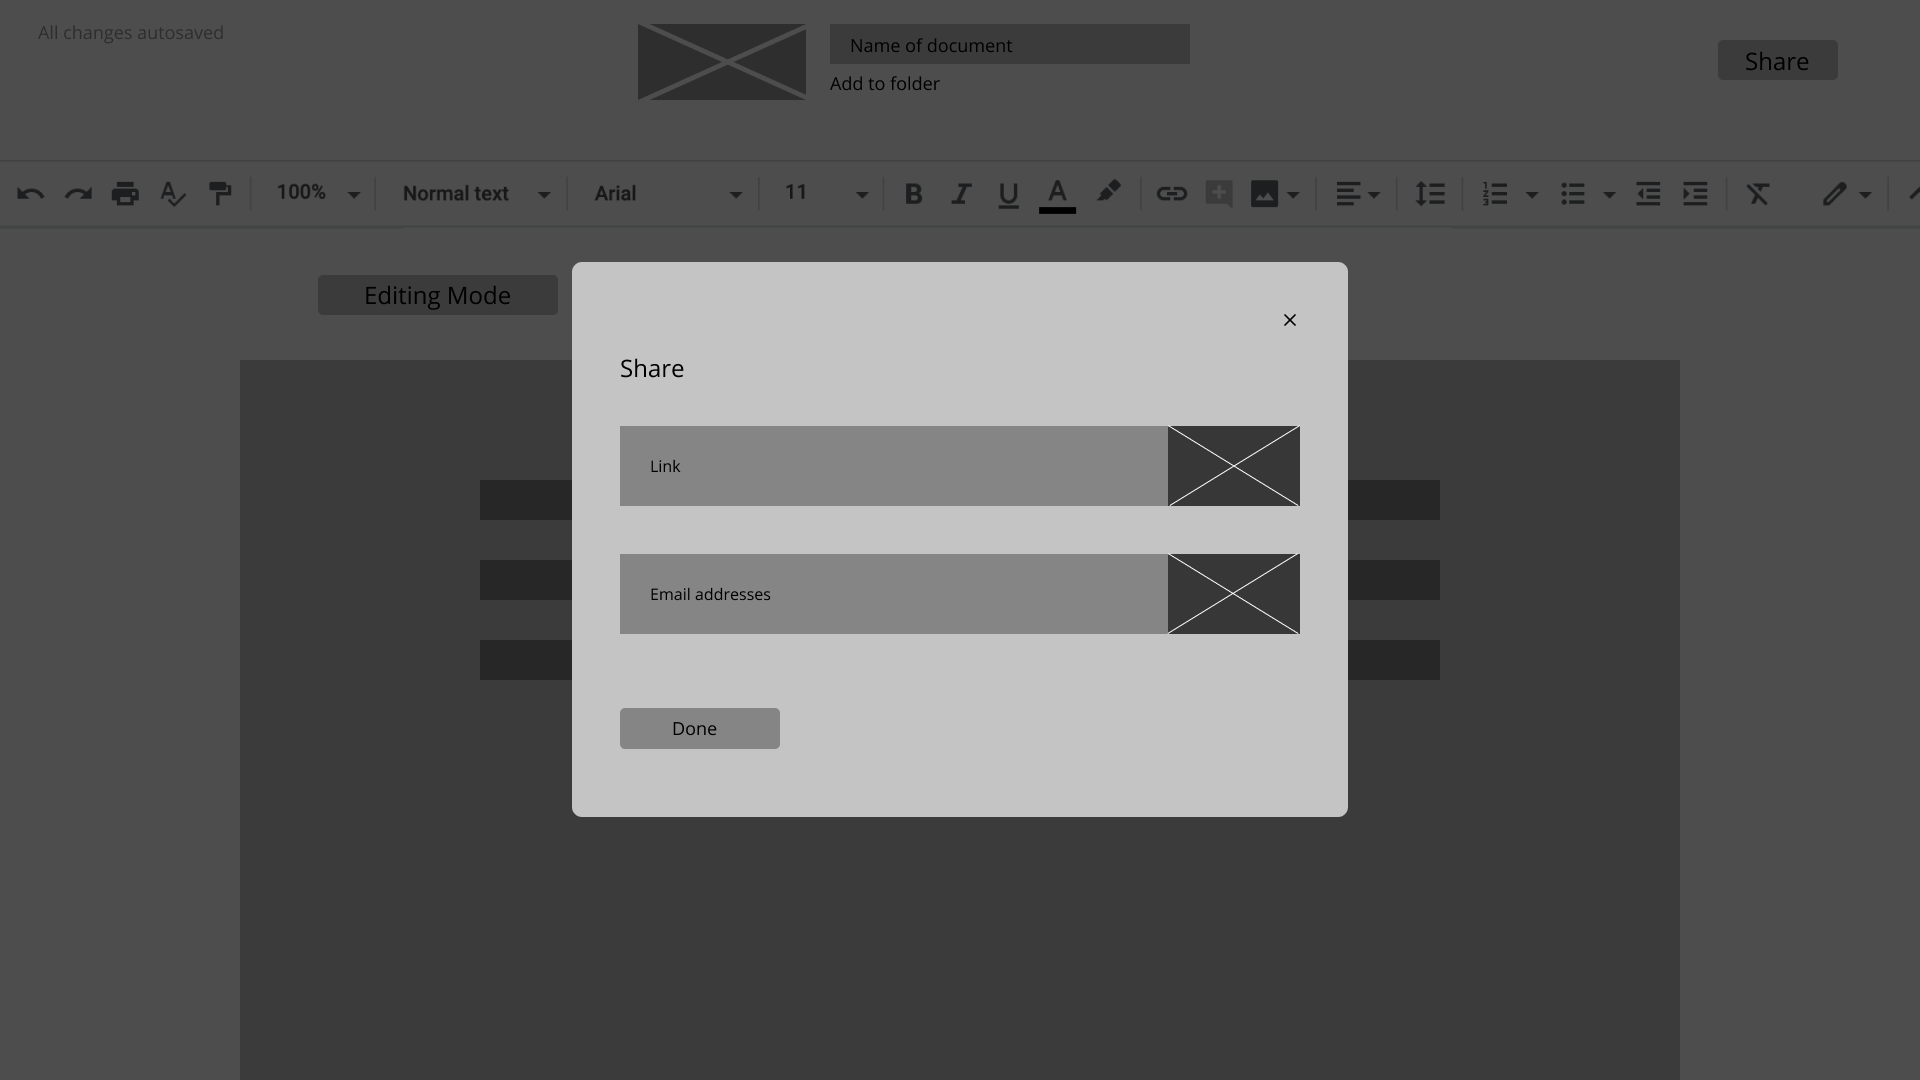 All changes autosaved
Name of document
Add to folder
Share
100% Normal text Arial 11 B I U A
Editing Mode
Share
Link
Email addresses
Done